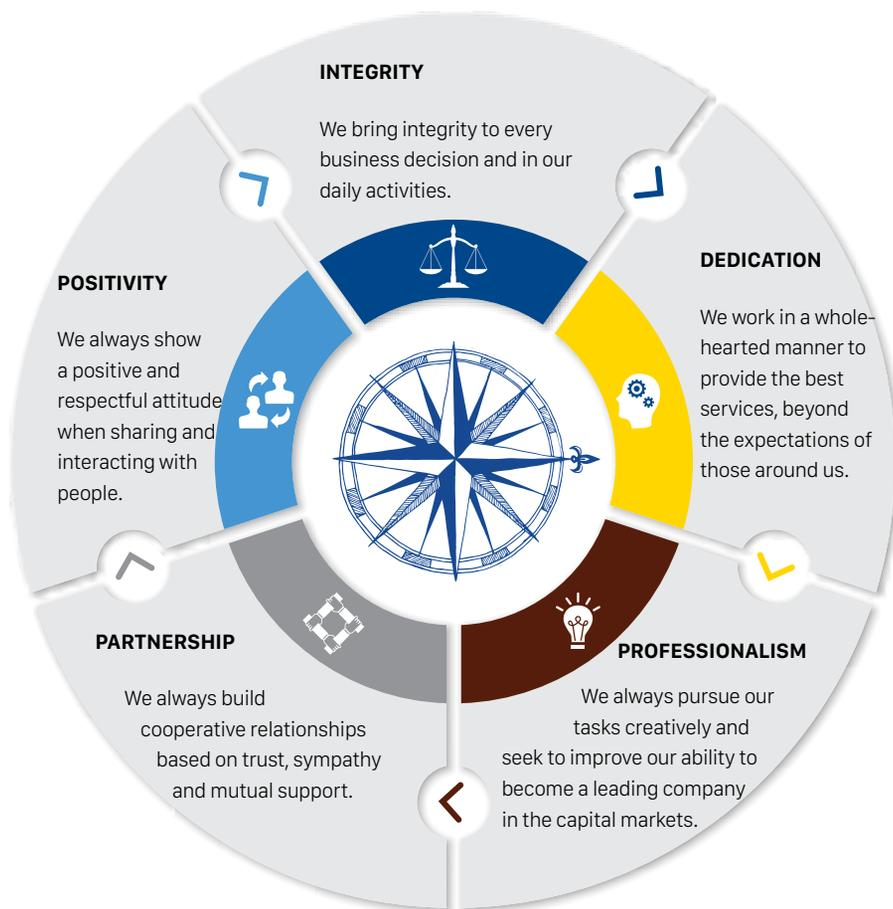 INTEGRITY
We bring integrity to every
business decision and in our
daily activities.
DEDICATION
We work in a whole-
hearted manner to
provide the best
services, beyond
the expectations of
those around us.
PROFESSIONALISM
We always pursue our
tasks creatively and
seek to improve our ability to
become a leading company
in the capital markets.
PARTNERSHIP
We always build
cooperative relationships
based on trust, sympathy
and mutual support.
POSITIVITY
We always show
a positive and
respectful attitude
when sharing and
interacting with
people.